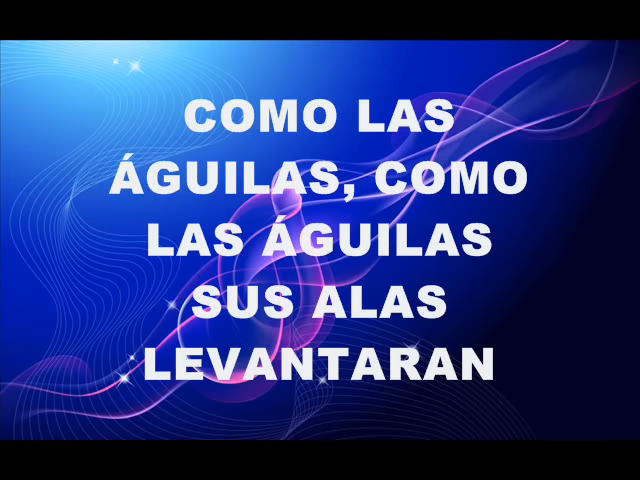 COMO LAS
ÁGUILAS, COMO
LAS ÁGUILAS
SUS ALAS
LEVANTARAN